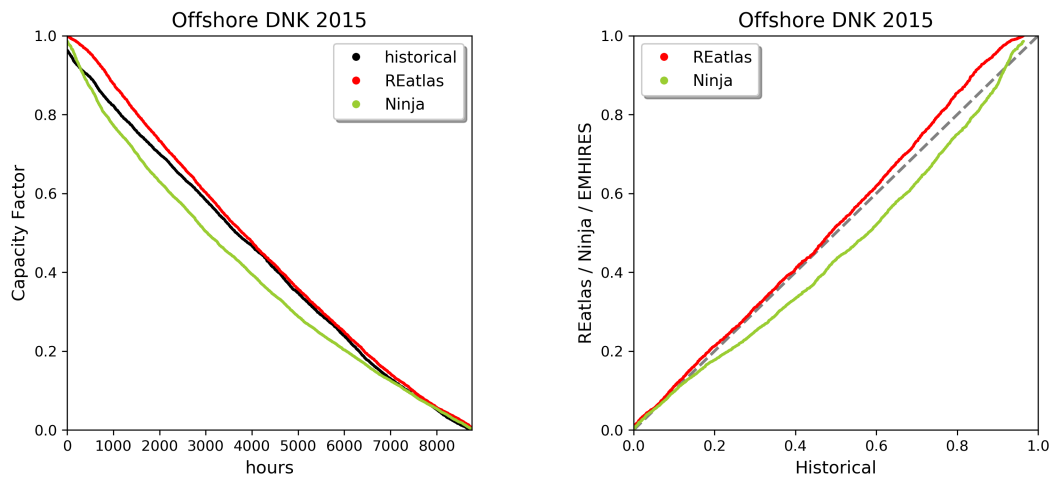 Offshore DNK 2015
Capacity Factor
1.0
0.8
0.6
0.4
0.2
0.0
historical
REatlas
Ninja
0 1000 2000 3000 4000 5000 6000 7000 8000
hours
Offshore DNK 2015
REatlas / Ninja / EMHIRES
1.0
0.8
0.6
0.4
0.2
0.0
REatlas
Ninja
0.0 0.2 0.4 0.6 0.8 1.0
Historical